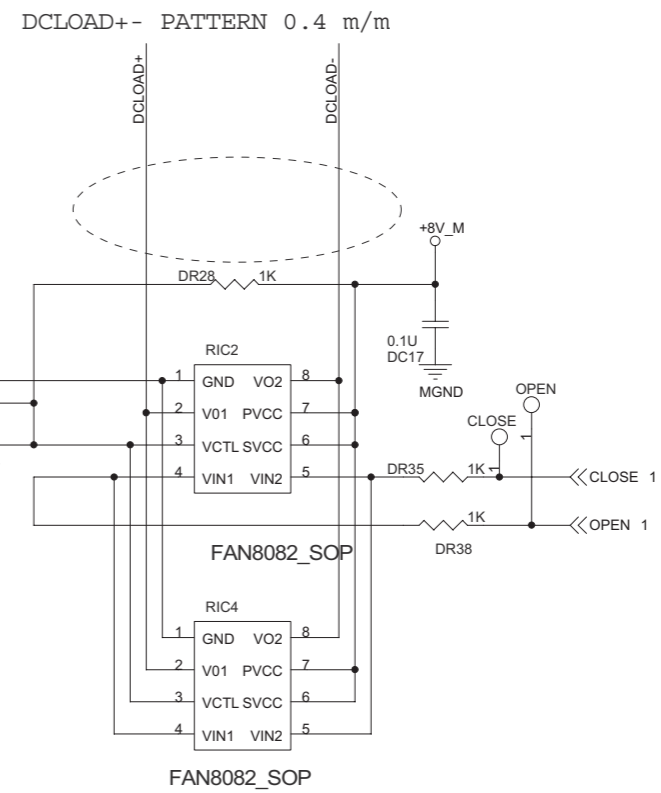 DCLOAD+- PATTERN 0.4 m/m
DCLOAD+
DCLOAD-
+8V_M
DR28 1K
0.1U
DC17
MGND
RIC2
1 GND VO2 8
2 V01 PVCC 7
3 VCTL SVCC 6
4 VIN1 VIN2 5
FAN8082_SOP
OPEN
1
CLOSE
1
DR35 1K
CLOSE 1
1K
OPEN 1
DR38
RIC4
1 GND VO2 8
2 V01 PVCC 7
3 VCTL SVCC 6
4 VIN1 VIN2 5
FAN8082_SOP